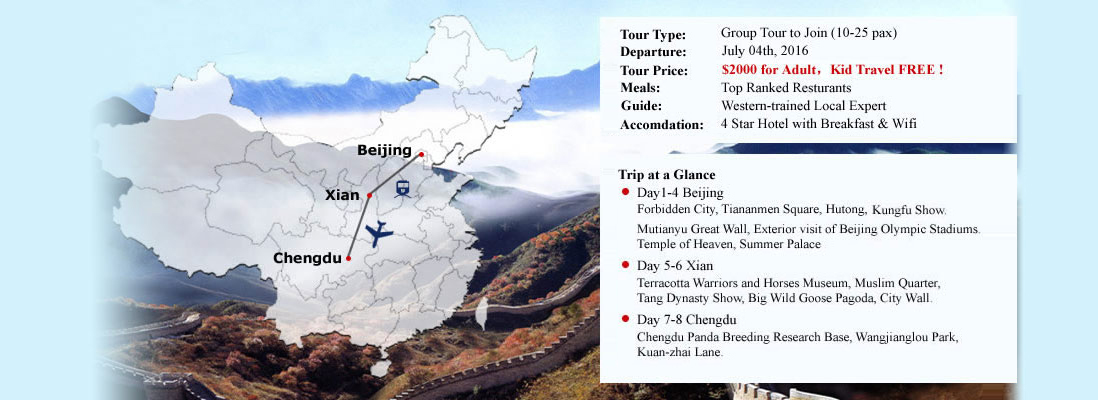 Beijing
Xian
Chengdu
Tour Type: Group Tour to Join (10-25 pax)
Departure: July 04th, 2016
Tour Price: $2000 for Adult，Kid Travel FREE !
Meals: Top Ranked Resturants
Guide: Western-trained Local Expert
Accomdation: 4 Star Hotel with Breakfast & Wifi
Trip at a Glance
Day1-4 Beijing
Forbidden City, Tiananmen Square, Hutong, Kungfu Show.
Mutianyu Great Wall, Exterior visit of Beijing Olympic Stadiums.
Temple of Heaven, Summer Palace
Day 5-6 Xian
Terracotta Warriors and Horses Museum, Muslim Quarter,
Tang Dynasty Show, Big Wild Goose Pagoda, City Wall.
Day 7-8 Chengdu
Chengdu Panda Breeding Research Base, Wangjianglou Park,
Kuan-zhai Lane.